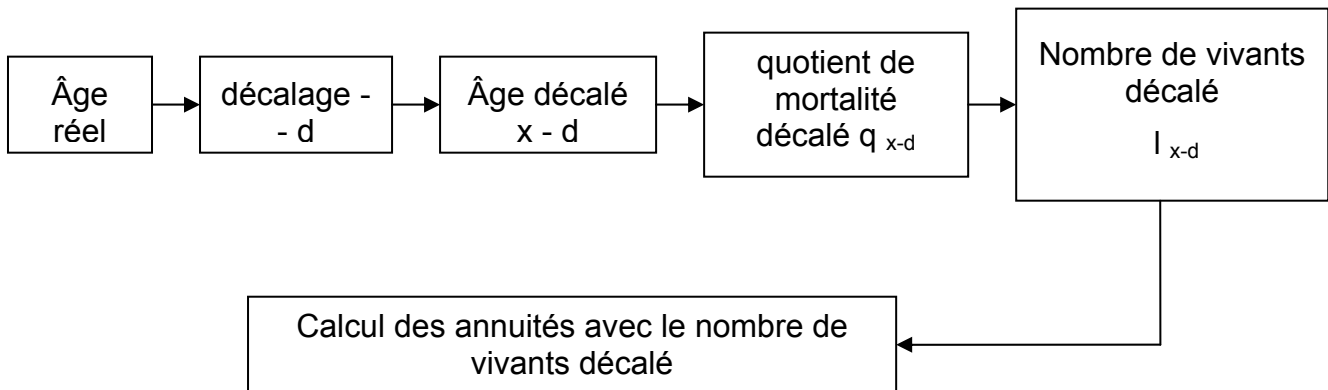 Âge
réel
décalage -
- d
Âge décalé
x - d
quotient de
mortalité
décalé q x-d
Nombre de vivants
décalé
l x-d
Calcul des annuités avec le nombre de
vivants décalé